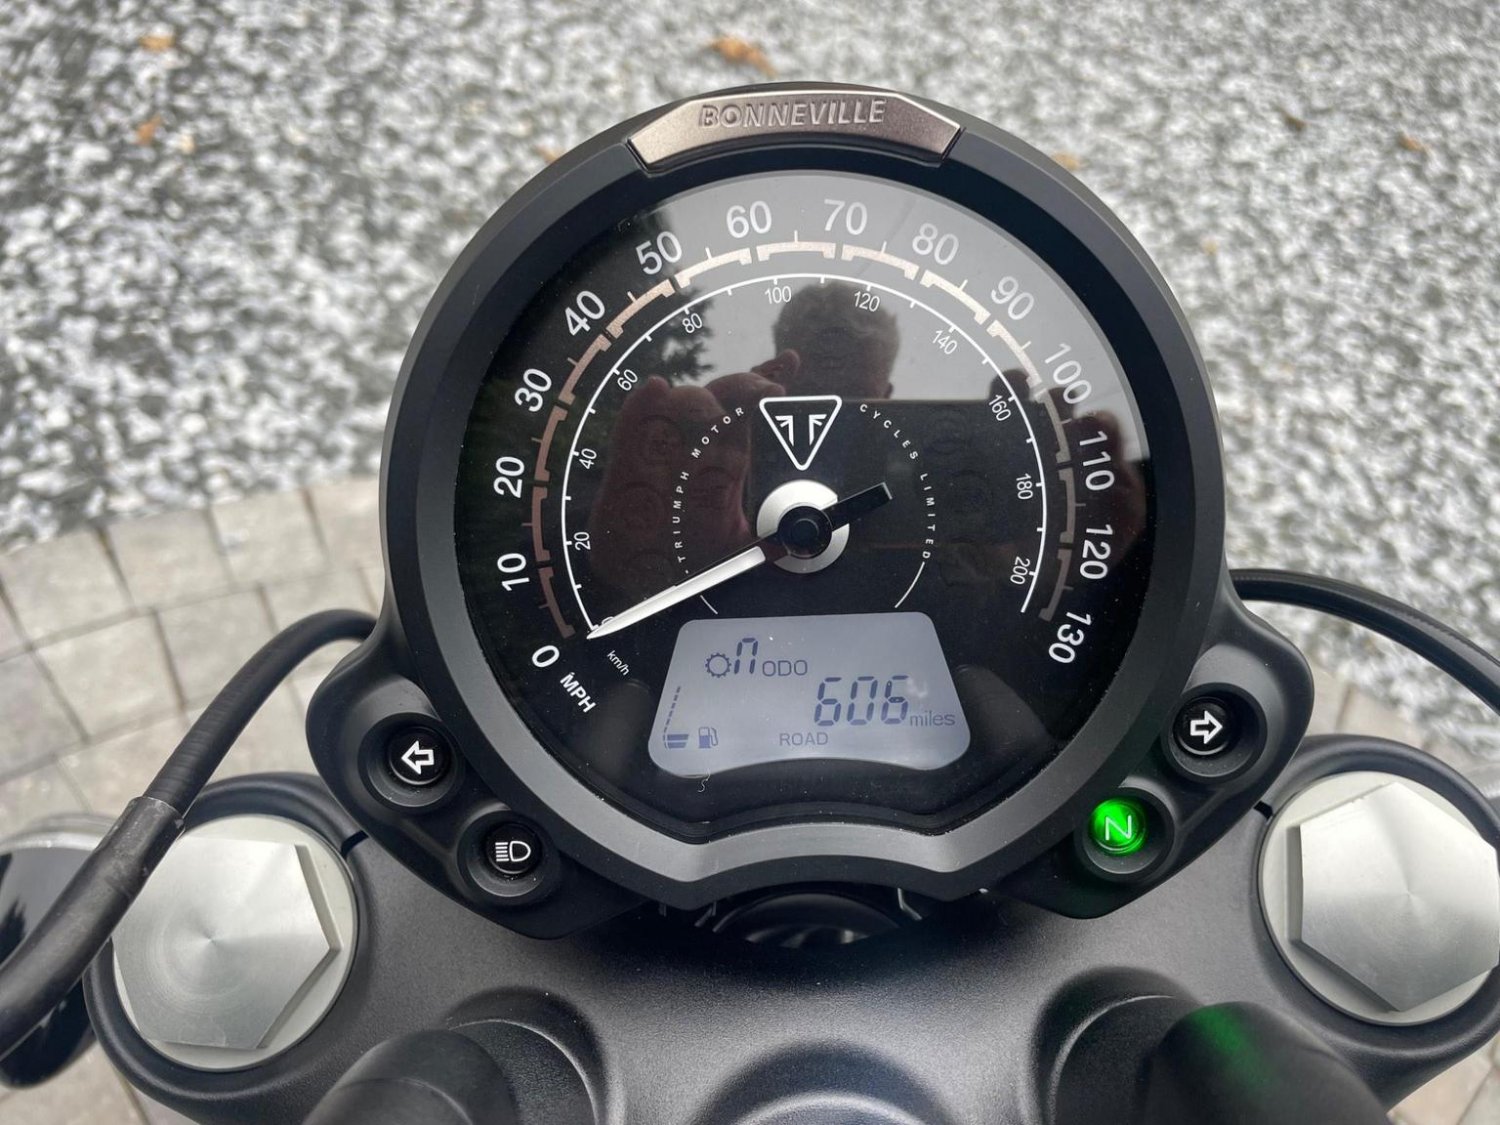 BONNEVILLE
0 10 20 30 40 50 60 70 80 90 100 110 120 130
MPH
20 40 60 80 100 120 140 160 180 200
km/h
TRIUMPH MOTOR CYCLES LIMITED
n ODO
606 miles
ROAD
N